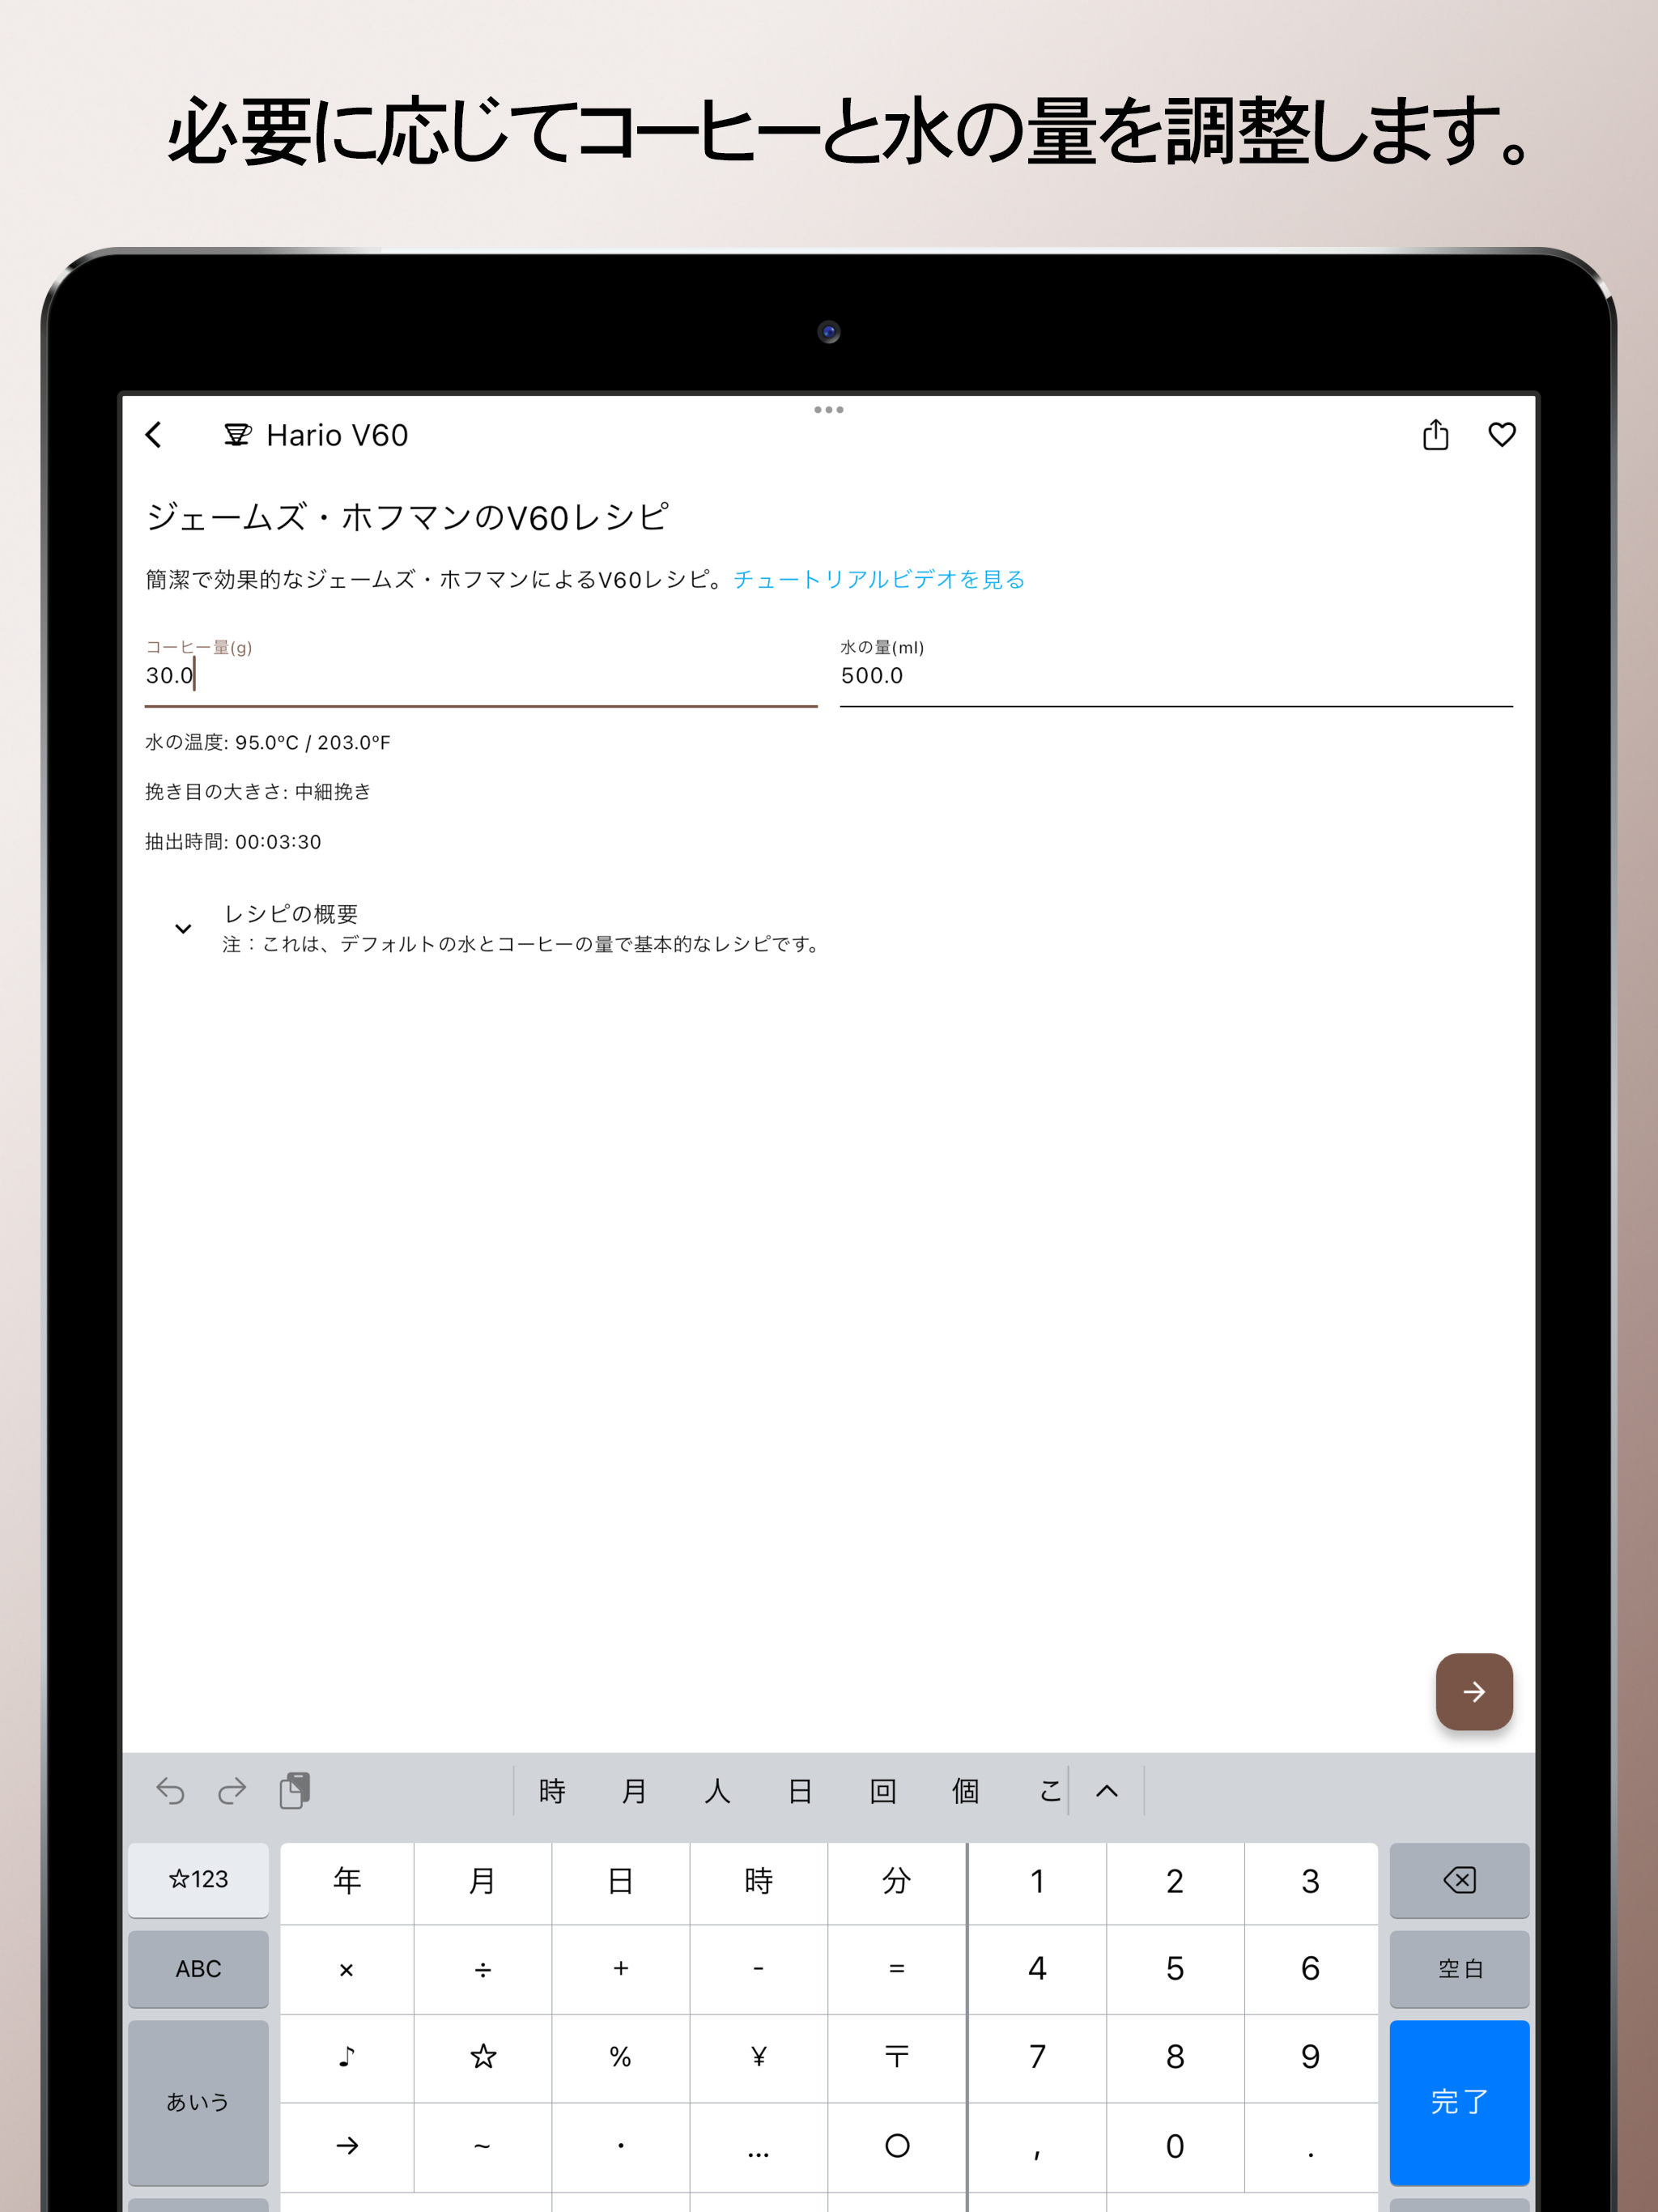 必要に応じてコーヒーと水の量を調整します。
Hario V60
ジェームズ・ホフマンのV60レシピ
簡潔で効果的なジェームズ・ホフマンによるV60レシピ。チュートリアルビデオを見る
コーヒー量(g) 水の量(ml)
30.0 500.0
水の温度: 95.0ºC / 203.0ºF
挽き目の大きさ: 中細挽き
抽出時間: 00:03:30
レシピの概要
注：これは、デフォルトの水とコーヒーの量で基本的なレシピです。
時 月 人 日 回 個 こ
☆123 年 月 日 時 分 1 2 3
ABC × ÷ + - = 4 5 6 空白
♪ ☆ % ¥ 〒 7 8 9
あいう 完了
→ ~ ・ … ○ , 0 .